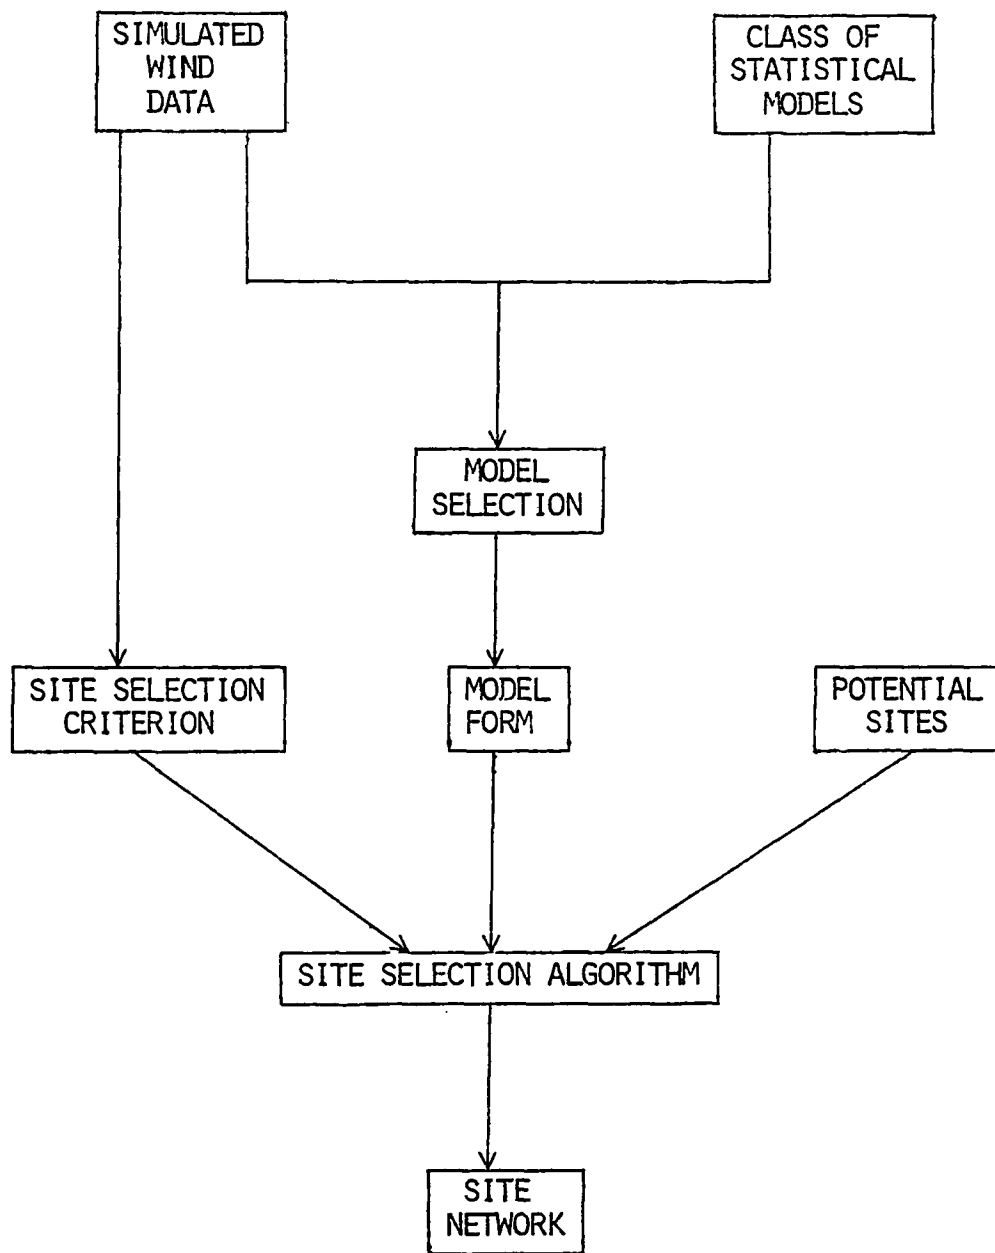 SIMULATED
WIND
DATA
CLASS OF
STATISTICAL
MODELS
MODEL
SELECTION
SITE SELECTION
CRITERION
MODEL
FORM
POTENTIAL
SITES
SITE SELECTION ALGORITHM
SITE
NETWORK